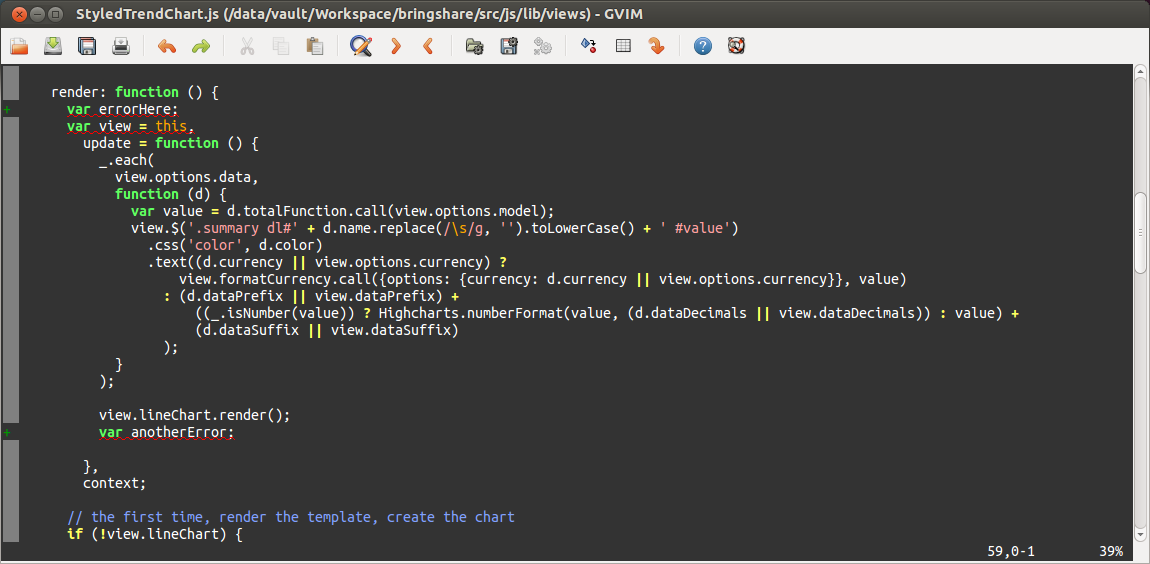 StyledTrendChart.js (/data/vault/Workspace/bringshare/src/js/lib/views) - GVIM
render: function () {
+ var errorHere;
var view = this,
update = function () {
_.each(
view.options.data,
function (d) {
var value = d.totalFunction.call(view.options.model);
view.$('.summary dl#' + d.name.replace(/\s/g, '').toLowerCase() + ' #value')
.css('color', d.color)
.text((d.currency || view.options.currency) ?
view.formatCurrency.call({options: {currency: d.currency || view.options.currency}}, value)
: (d.dataPrefix || view.dataPrefix) +
((_.isNumber(value)) ? Highcharts.numberFormat(value, (d.dataDecimals || view.dataDecimals)) : value) +
(d.dataSuffix || view.dataSuffix)
);
}
);
view.lineChart.render();
+ var anotherError;
},
context;
// the first time, render the template, create the chart
if (!view.lineChart) {
59,0-1 39%